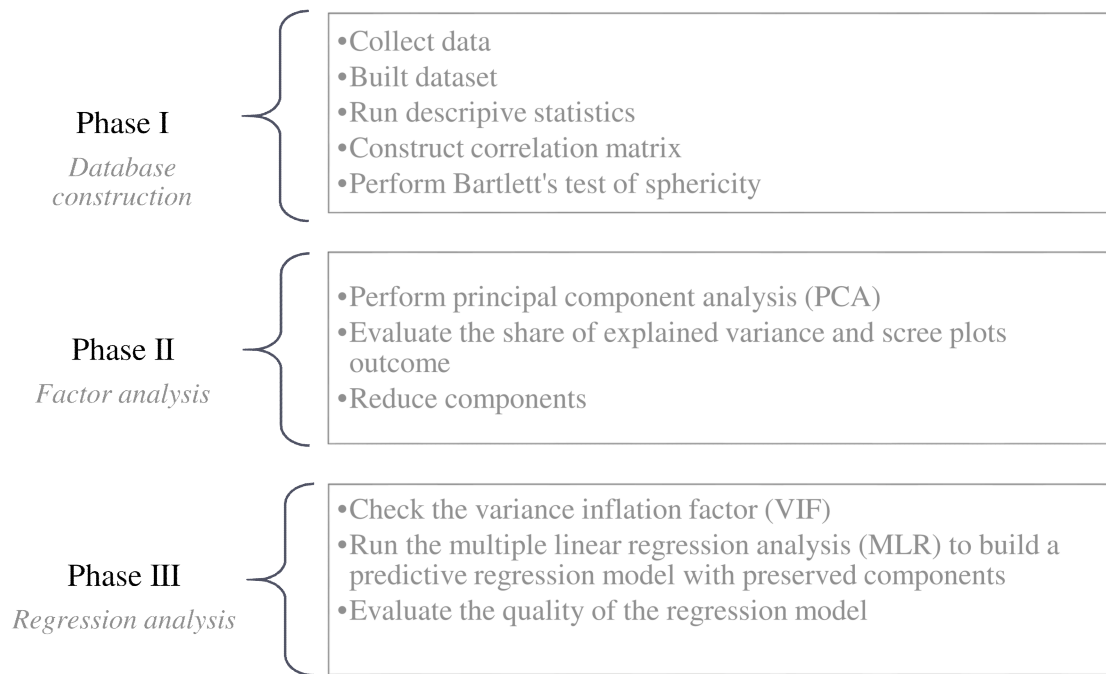 Phase I
Database
construction
•Collect data
•Built dataset
•Run descripive statistics
•Construct correlation matrix
•Perform Bartlett's test of sphericity
Phase II
Factor analysis
•Perform principal component analysis (PCA)
•Evaluate the share of explained variance and scree plots
outcome
•Reduce components
Phase III
Regression analysis
•Check the variance inflation factor (VIF)
•Run the multiple linear regression analysis (MLR) to build a
predictive regression model with preserved components
•Evaluate the quality of the regression model